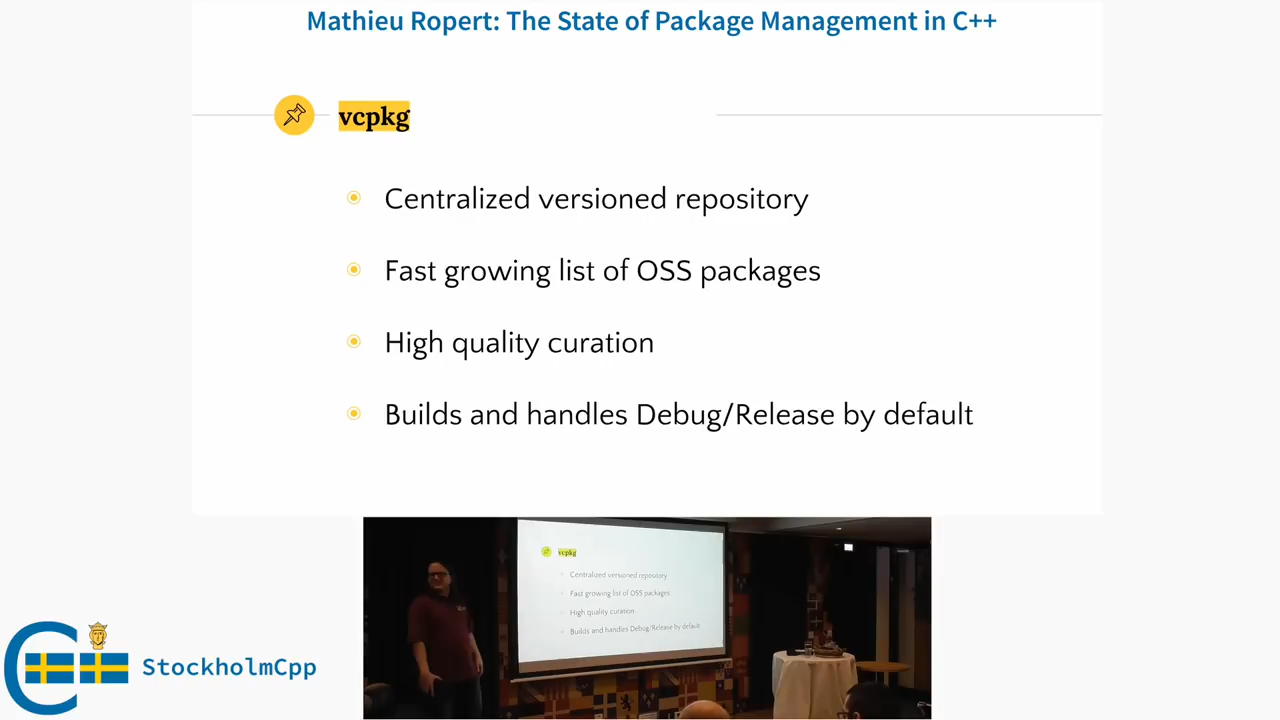 Mathieu Ropert: The State of Package Management in C++
vcpkg
Centralized versioned repository
Fast growing list of OSS packages
High quality curation
Builds and handles Debug/Release by default
vcpkg
Centralized versioned repository
Fast growing list of OSS packages
High quality curation
Builds and handles Debug/Release by default
StockholmCpp